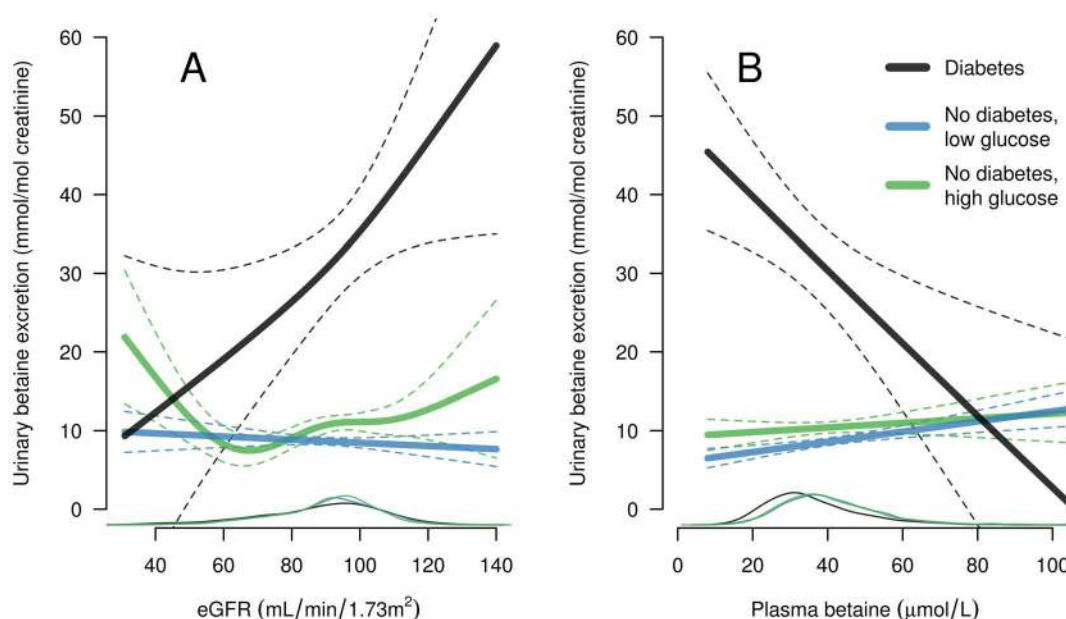 A
Urinary betaine excretion (mmol/mol creatinine)
60
50
40
30
20
10
0
40 60 80 100 120 140
eGFR (mL/min/1.73m²)
B
Urinary betaine excretion (mmol/mol creatinine)
60
50
40
30
20
10
0
Diabetes
No diabetes,
low glucose
No diabetes,
high glucose
0 20 40 60 80 100
Plasma betaine (μmol/L)